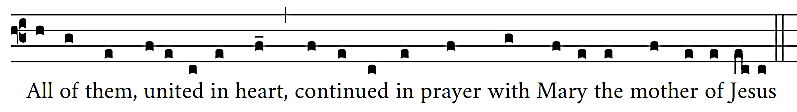 All of them, united in heart, continued in prayer with Mary the mother of Jesus